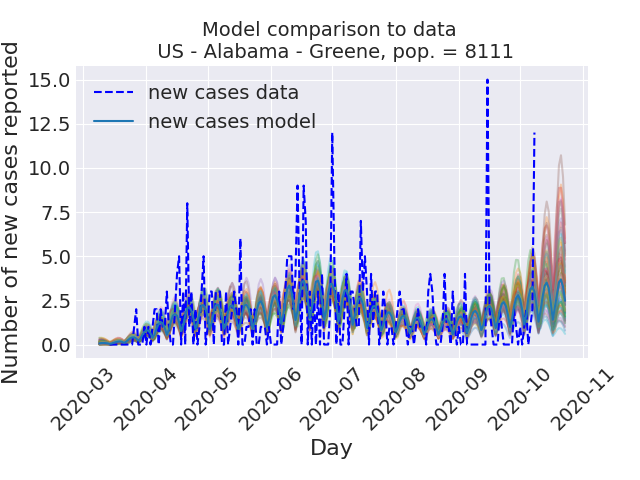 Model comparison to data
US - Alabama - Greene, pop. = 8111
Number of new cases reported
15.0
12.5
10.0
7.5
5.0
2.5
0.0
new cases data
new cases model
2020-03
2020-04
2020-05
2020-06
2020-07
2020-08
2020-09
2020-10
2020-11
Day